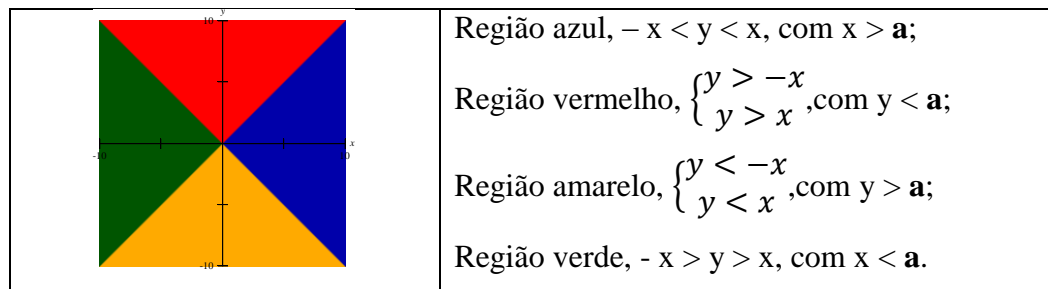 y
10
x
-10
10
-10
Região azul, – x < y < x, com x > a;
Região vermelho, {y > −x y > x ,com y < a;
Região amarelo, {y < −x y < x ,com y > a;
Região verde, - x > y > x, com x < a.